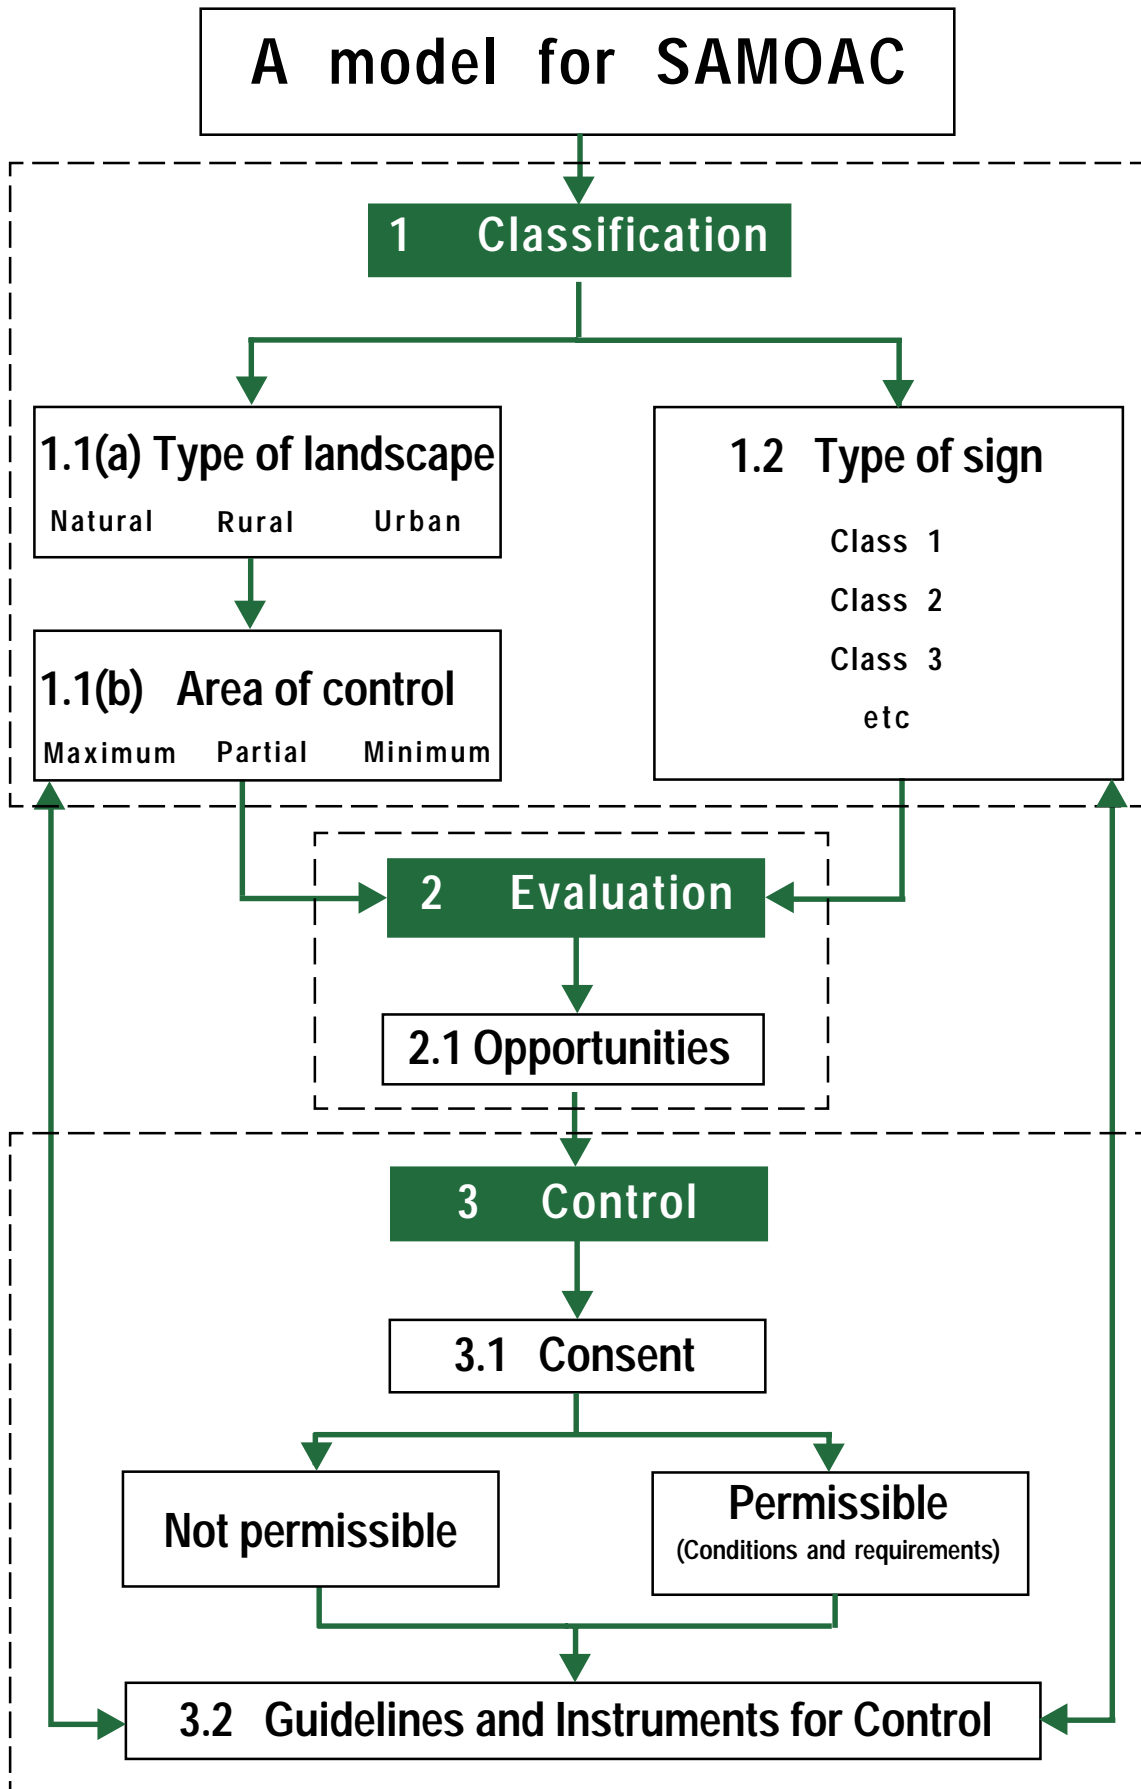 A model for SAMOAC
1 Classification
1.1(a) Type of landscape
Natural Rural Urban
1.2 Type of sign
Class 1
Class 2
Class 3
etc
1.1(b) Area of control
Maximum Partial Minimum
2 Evaluation
2.1 Opportunities
3 Control
3.1 Consent
Not permissible
Permissible
(Conditions and requirements)
3.2 Guidelines and Instruments for Control